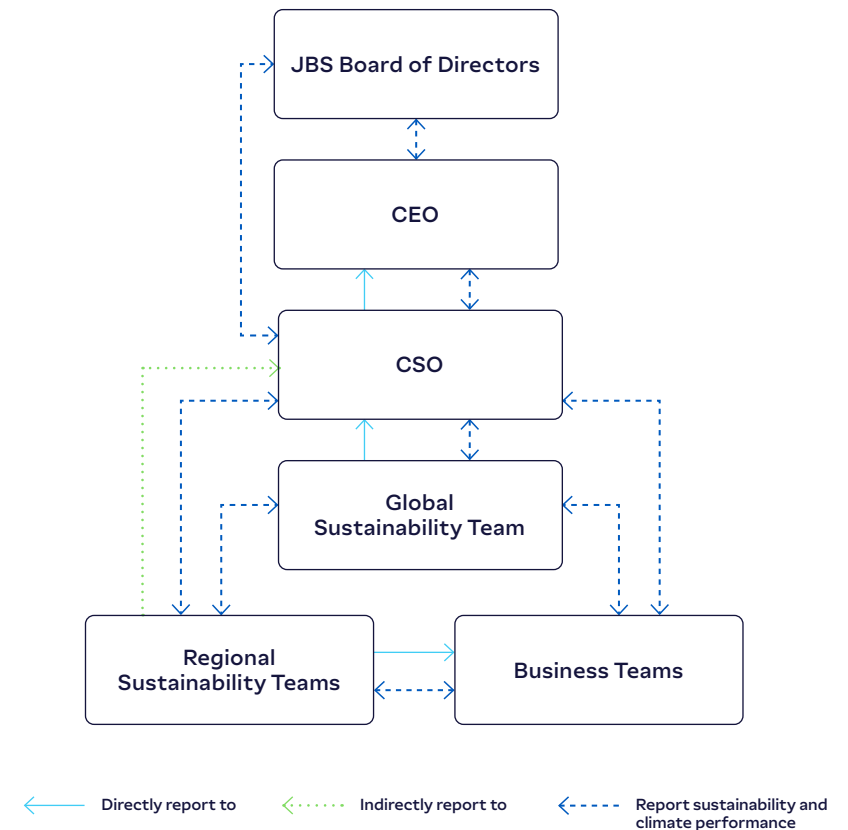 JBS Board of Directors
CEO
CSO
Global
Sustainability Team
Regional
Sustainability Teams
Business Teams
Directly report to
Indirectly report to
Report sustainability and
climate performance